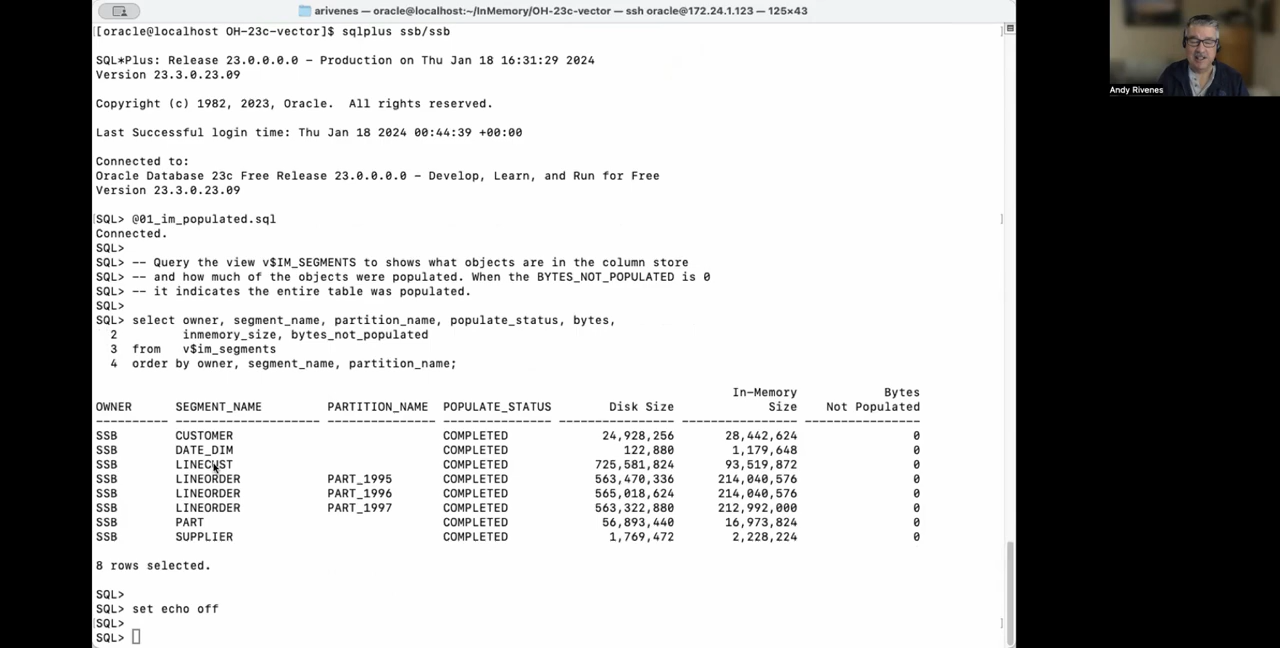 arivenes — oracle@localhost:~/InMemory/OH-23c-vector — ssh oracle@172.24.1.123 — 125×43
[oracle@localhost OH-23c-vector]$ sqlplus ssb/ssb
SQL*Plus: Release 23.0.0.0.0 - Production on Thu Jan 18 16:31:29 2024
Version 23.3.0.23.09
Copyright (c) 1982, 2023, Oracle.  All rights reserved.
Last Successful login time: Thu Jan 18 2024 00:44:39 +00:00
Connected to:
Oracle Database 23c Free Release 23.0.0.0.0 - Develop, Learn, and Run for Free
Version 23.3.0.23.09
SQL> @01_im_populated.sql
Connected.
SQL>
SQL> -- Query the view v$IM_SEGMENTS to shows what objects are in the column store
SQL> -- and how much of the objects were populated. When the BYTES_NOT_POPULATED is 0
SQL> -- it indicates the entire table was populated.
SQL>
SQL> select owner, segment_name, partition_name, populate_status, bytes,
  2         inmemory_size, bytes_not_populated
  3  from   v$im_segments
  4  order by owner, segment_name, partition_name;
In-Memory Bytes
OWNER SEGMENT_NAME PARTITION_NAME POPULATE_STATUS Disk Size Size Not Populated
---------- -------------------- --------------- --------------- ---------------- ---------------- ----------------
SSB CUSTOMER COMPLETED 24,928,256 28,442,624 0
SSB DATE_DIM COMPLETED 122,880 1,179,648 0
SSB LINECUST COMPLETED 725,581,824 93,519,872 0
SSB LINEORDER PART_1995 COMPLETED 563,470,336 214,040,576 0
SSB LINEORDER PART_1996 COMPLETED 565,018,624 214,040,576 0
SSB LINEORDER PART_1997 COMPLETED 563,322,880 212,992,000 0
SSB PART COMPLETED 56,893,440 16,973,824 0
SSB SUPPLIER COMPLETED 1,769,472 2,228,224 0
8 rows selected.
SQL>
SQL> set echo off
SQL>
SQL>
Andy Rivenes